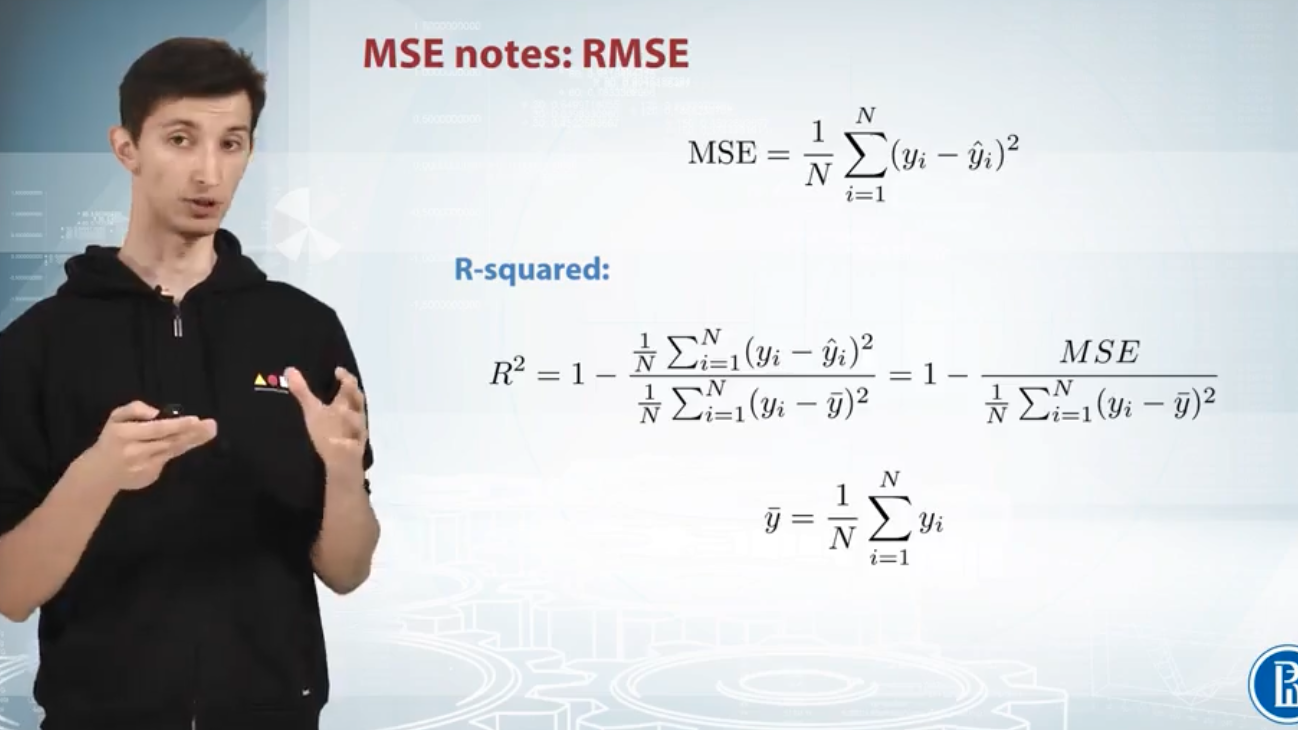 MSE notes: RMSE
MSE = \frac{1}{N} \sum_{i=1}^{N} (y_i - \hat{y}_i)^2
R-squared:
R^2 = 1 - \frac{\frac{1}{N} \sum_{i=1}^{N} (y_i - \hat{y}_i)^2}{\frac{1}{N} \sum_{i=1}^{N} (y_i - \bar{y})^2} = 1 - \frac{MSE}{\frac{1}{N} \sum_{i=1}^{N} (y_i - \bar{y})^2}
\bar{y} = \frac{1}{N} \sum_{i=1}^{N} y_i